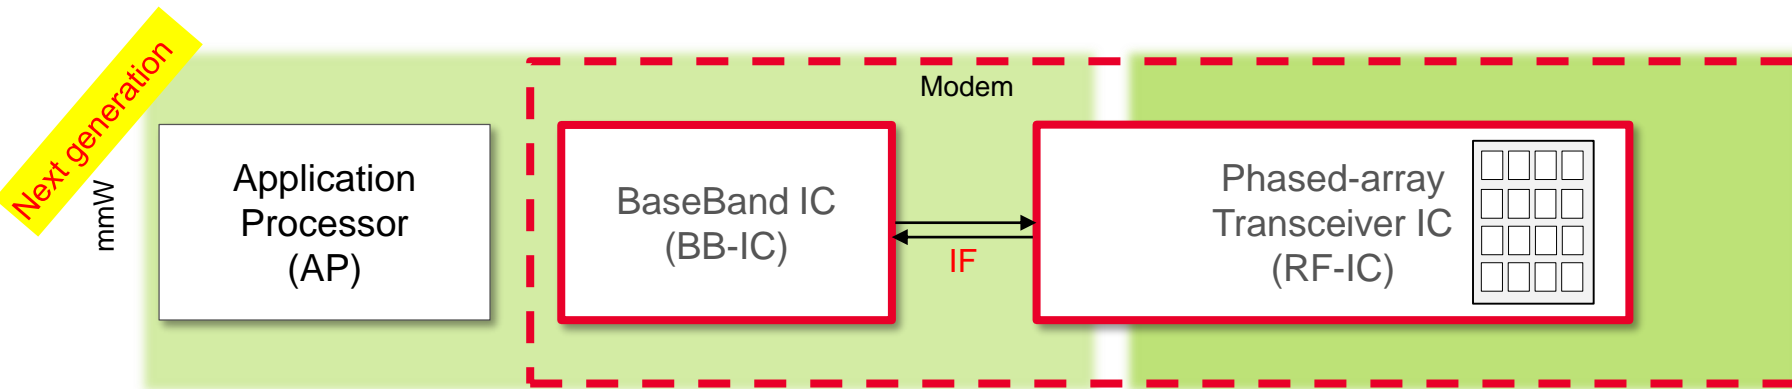 Next generation
mmW
Modem
Application
Processor
(AP)
BaseBand IC
(BB-IC)
IF
Phased-array
Transceiver IC
(RF-IC)